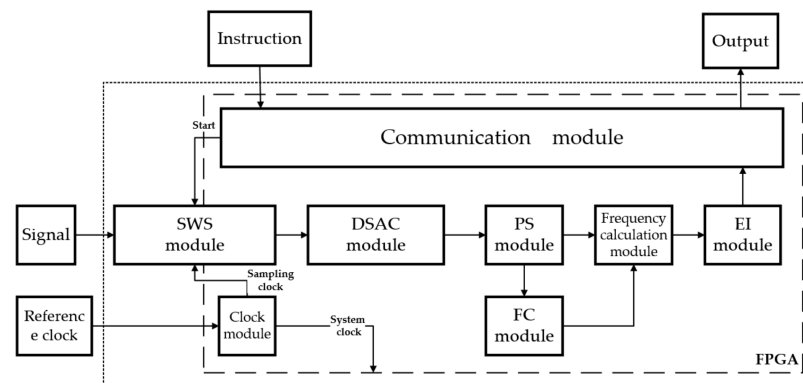 Instruction
Output
Start
Communication module
Signal
SWS
module
DSAC
module
PS
module
Frequency
calculation
module
EI
module
Sampling
clock
Referenc
e clock
Clock
module
System
clock
FC
module
FPGA